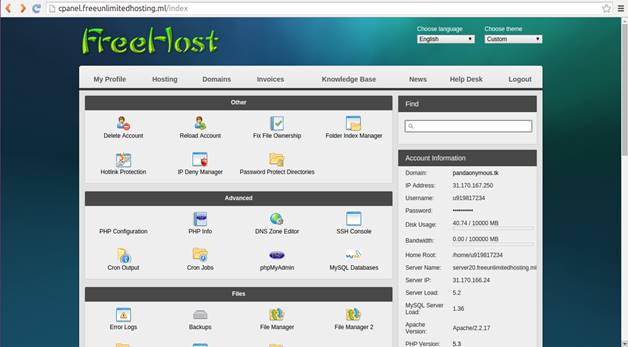 cpanel.freeunlimitedhosting.ml/index
FreeHost
Choose language
English
Choose theme
Custom
My Profile Hosting Domains Invoices Knowledge Base News Help Desk Logout
Other
Delete Account Reload Account Fix File Ownership Folder Index Manager
Hotlink Protection IP Deny Manager Password Protect Directories
Advanced
PHP Configuration PHP Info DNS Zone Editor SSH Console
Cron Output Cron Jobs phpMyAdmin MySQL Databases
Files
Error Logs Backups File Manager File Manager 2
Find
Account Information
Domain: pandaonymous.tk
IP Address: 31.170.167.250
Username: u919817234
Password: ••••••••••
Disk Usage: 40.74 / 10000 MB
Bandwidth: 0.00 / 100000 MB
Home Root: /home/u919817234
Server Name: server20.freeunlimitedhosting.ml
Server IP: 31.170.166.24
Server Load: 5.2
MySQL Server
Load: 1.36
Apache
Version: Apache/2.2.17
PHP Version: 5.3